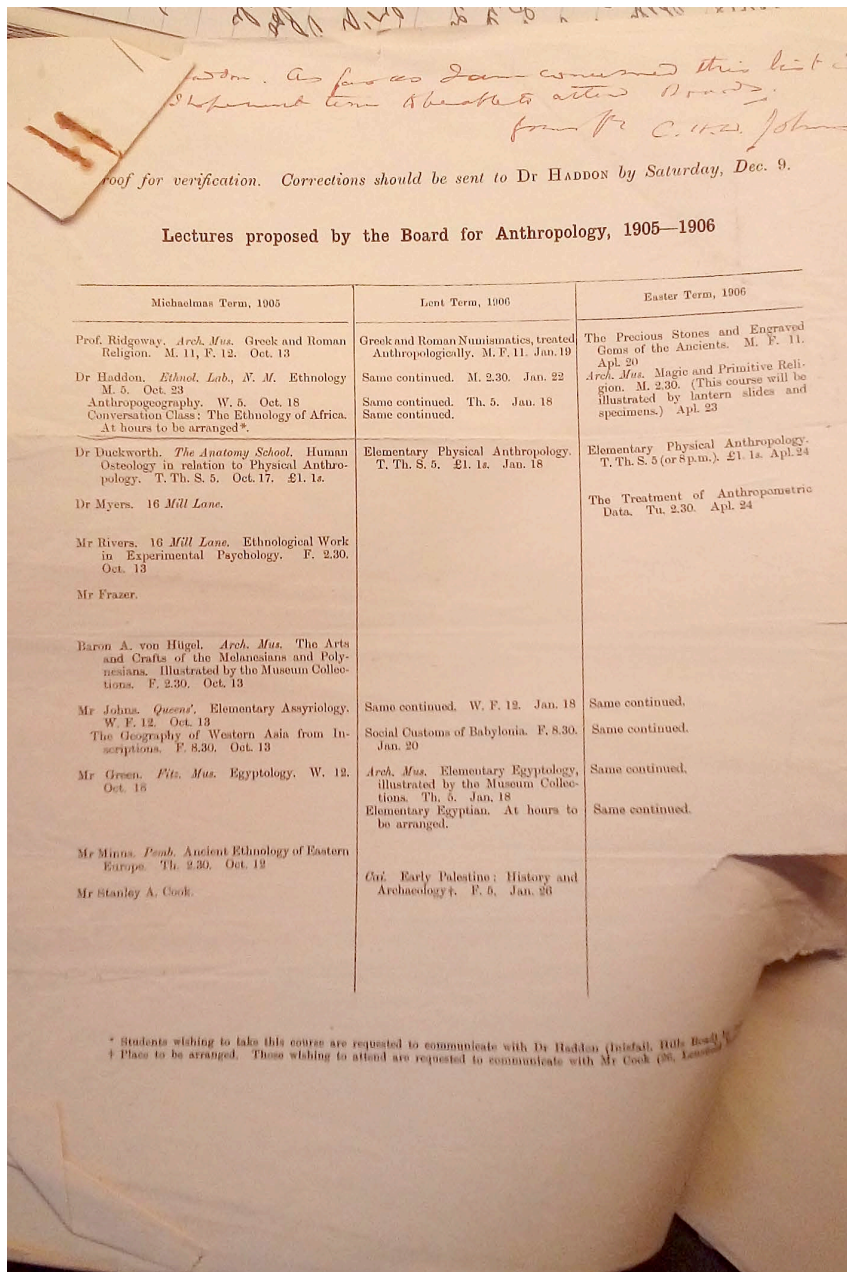 As far as I am concerned this list
term
C. H. W. Johns
roof for verification. Corrections should be sent to Dr HADDON by Saturday, Dec. 9.
Lectures proposed by the Board for Anthropology, 1905—1906
Michaelmas Term, 1905
Prof. Ridgeway. Arch. Mus. Greek and Roman
Religion. M. 11, F. 12. Oct. 13
Dr Haddon. Ethnol. Lab., N. M. Ethnology
M. 5. Oct. 23
Anthropogeography. W. 5. Oct. 18
Conversation Class: The Ethnology of Africa.
At hours to be arranged*.
Dr Duckworth. The Anatomy School. Human
Osteology in relation to Physical Anthro-
pology. T. Th. S. 5. Oct. 17. £1. 1s.
Dr Myers. 16 Mill Lane.
Mr Rivers. 16 Mill Lane. Ethnological Work
in Experimental Psychology. F. 2.30.
Oct. 13
Mr Frazer.
Baron A. von Hügel. Arch. Mus. The Arts
and Crafts of the Melanesians and Poly-
nesians. Illustrated by the Museum Collec-
tions. F. 2.30. Oct. 13
Mr Johns. Queens'. Elementary Assyriology.
W. F. 12. Oct. 13
The Geography of Western Asia from In-
scriptions. F. 8.30. Oct. 13
Mr Green. Fitz. Mus. Egyptology. W. 12.
Oct. 18
Mr Minns. Pemb. Ancient Ethnology of Eastern
Europe. Th. 2.30. Oct. 12
Mr Stanley A. Cook.
Lent Term, 1906
Greek and Roman Numismatics, treated
Anthropologically. M. F. 11. Jan. 19
Same continued. M. 2.30. Jan. 22
Same continued. Th. 5. Jan. 18
Same continued.
Elementary Physical Anthropology.
T. Th. S. 5. £1. 1s. Jan. 18
Same continued. W. F. 12. Jan. 18
Social Customs of Babylonia. F. 8.30.
Jan. 20
Arch. Mus. Elementary Egyptology,
illustrated by the Museum Collec-
tions. Th. 5. Jan. 18
Elementary Egyptian. At hours to
be arranged.
Cai. Early Palestine: History and
Archaeology†. F. 5. Jan. 26
Easter Term, 1906
The Precious Stones and Engraved
Gems of the Ancients. M. F. 11.
Apl. 20
Arch. Mus. Magic and Primitive Reli-
gion. M. 2.30. (This course will be
illustrated by lantern slides and
specimens.) Apl. 23
Elementary Physical Anthropology.
T. Th. S. 5 (or 8 p.m.). £1. 1s. Apl. 24
The Treatment of Anthropometric
Data. Tu. 2.30. Apl. 24
Same continued.
Same continued.
Same continued.
Same continued.
* Students wishing to take this course are requested to communicate with Dr Haddon (Inisfail, Hills Road)
† Place to be arranged. Those wishing to attend are requested to communicate with Mr Cook (26,